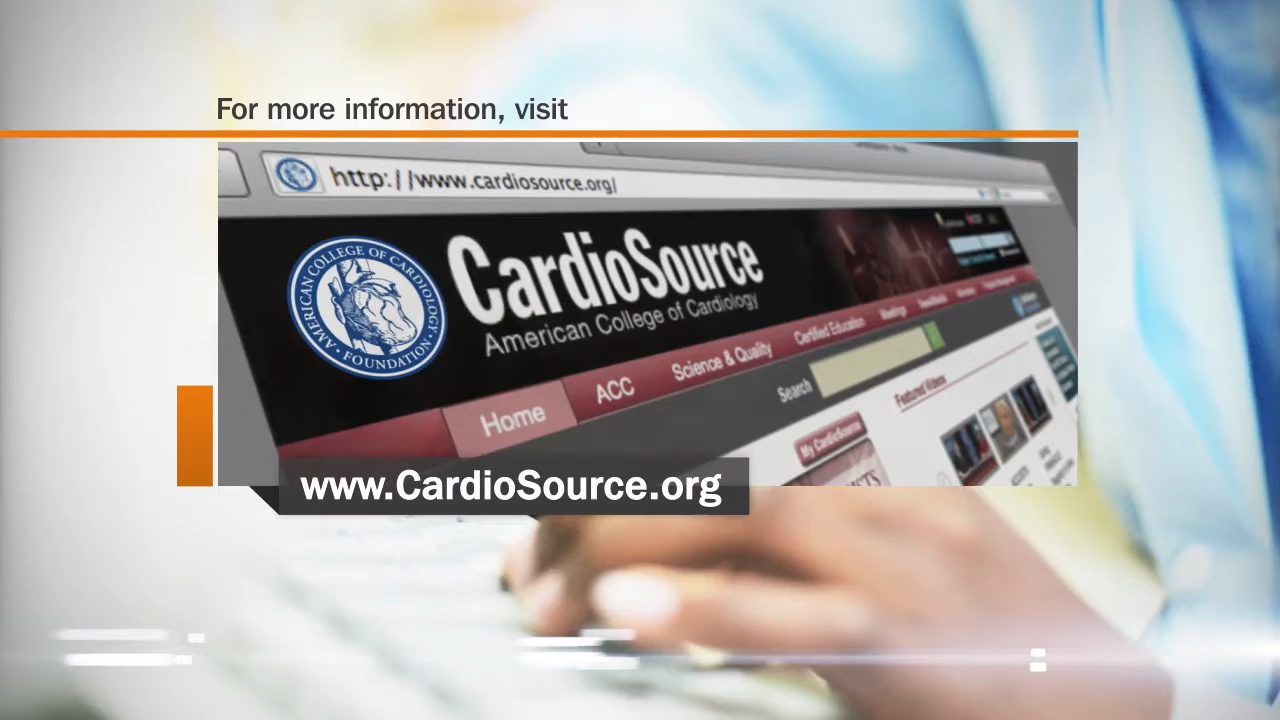 For more information, visit
http://www.cardiosource.org/
AMERICAN COLLEGE OF CARDIOLOGY
FOUNDATION
CardioSource
American College of Cardiology
Home
ACC
Science & Quality
Certified Education
Meetings
Search
Featured Videos
My CardioSource
www.CardioSource.org